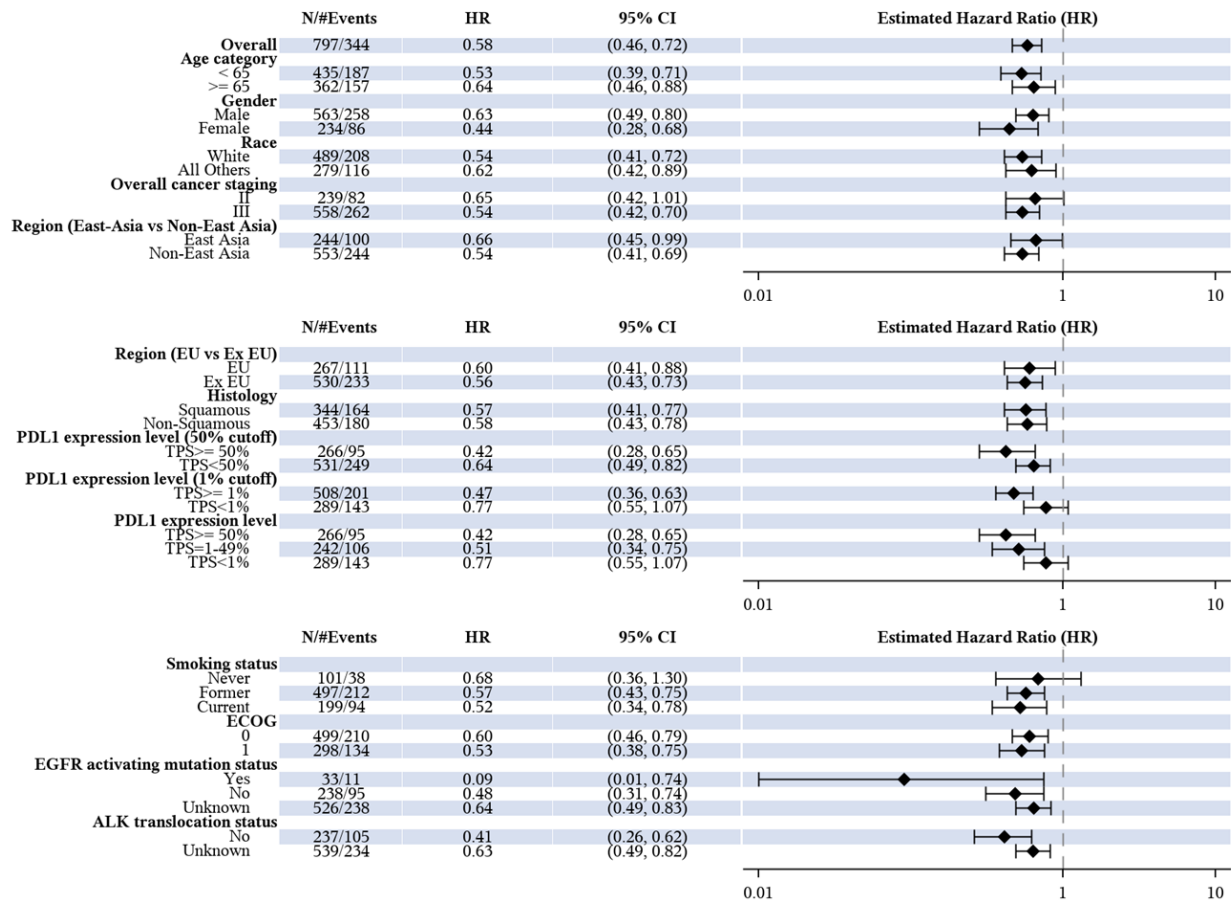 N/#Events HR 95% CI Estimated Hazard Ratio (HR)
Overall 797/344 0.58 (0.46, 0.72)
Age category
< 65 435/187 0.53 (0.39, 0.71)
>= 65 362/157 0.64 (0.46, 0.88)
Gender
Male 563/258 0.63 (0.49, 0.80)
Female 234/86 0.44 (0.28, 0.68)
Race
White 489/208 0.54 (0.41, 0.72)
All Others 279/116 0.62 (0.42, 0.89)
Overall cancer staging
II 239/82 0.65 (0.42, 1.01)
III 558/262 0.54 (0.42, 0.70)
Region (East-Asia vs Non-East Asia)
East Asia 244/100 0.66 (0.45, 0.99)
Non-East Asia 553/244 0.54 (0.41, 0.69)
0.01 1 10
N/#Events HR 95% CI Estimated Hazard Ratio (HR)
Region (EU vs Ex EU)
EU 267/111 0.60 (0.41, 0.88)
Ex EU 530/233 0.56 (0.43, 0.73)
Histology
Squamous 344/164 0.57 (0.41, 0.77)
Non-Squamous 453/180 0.58 (0.43, 0.78)
PDL1 expression level (50% cutoff)
TPS>= 50% 266/95 0.42 (0.28, 0.65)
TPS<50% 531/249 0.64 (0.49, 0.82)
PDL1 expression level (1% cutoff)
TPS>= 1% 508/201 0.47 (0.36, 0.63)
TPS<1% 289/143 0.77 (0.55, 1.07)
PDL1 expression level
TPS>= 50% 266/95 0.42 (0.28, 0.65)
TPS=1-49% 242/106 0.51 (0.34, 0.75)
TPS<1% 289/143 0.77 (0.55, 1.07)
0.01 1 10
N/#Events HR 95% CI Estimated Hazard Ratio (HR)
Smoking status
Never 101/38 0.68 (0.36, 1.30)
Former 497/212 0.57 (0.43, 0.75)
Current 199/94 0.52 (0.34, 0.78)
ECOG
0 499/210 0.60 (0.46, 0.79)
1 298/134 0.53 (0.38, 0.75)
EGFR activating mutation status
Yes 33/11 0.09 (0.01, 0.74)
No 238/95 0.48 (0.31, 0.74)
Unknown 526/238 0.64 (0.49, 0.83)
ALK translocation status
No 237/105 0.41 (0.26, 0.62)
Unknown 539/234 0.63 (0.49, 0.82)
0.01 1 10